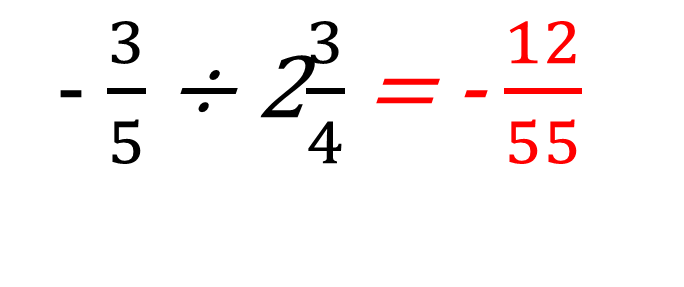 - 3/5 ÷ 2 3/4 = - 12/55